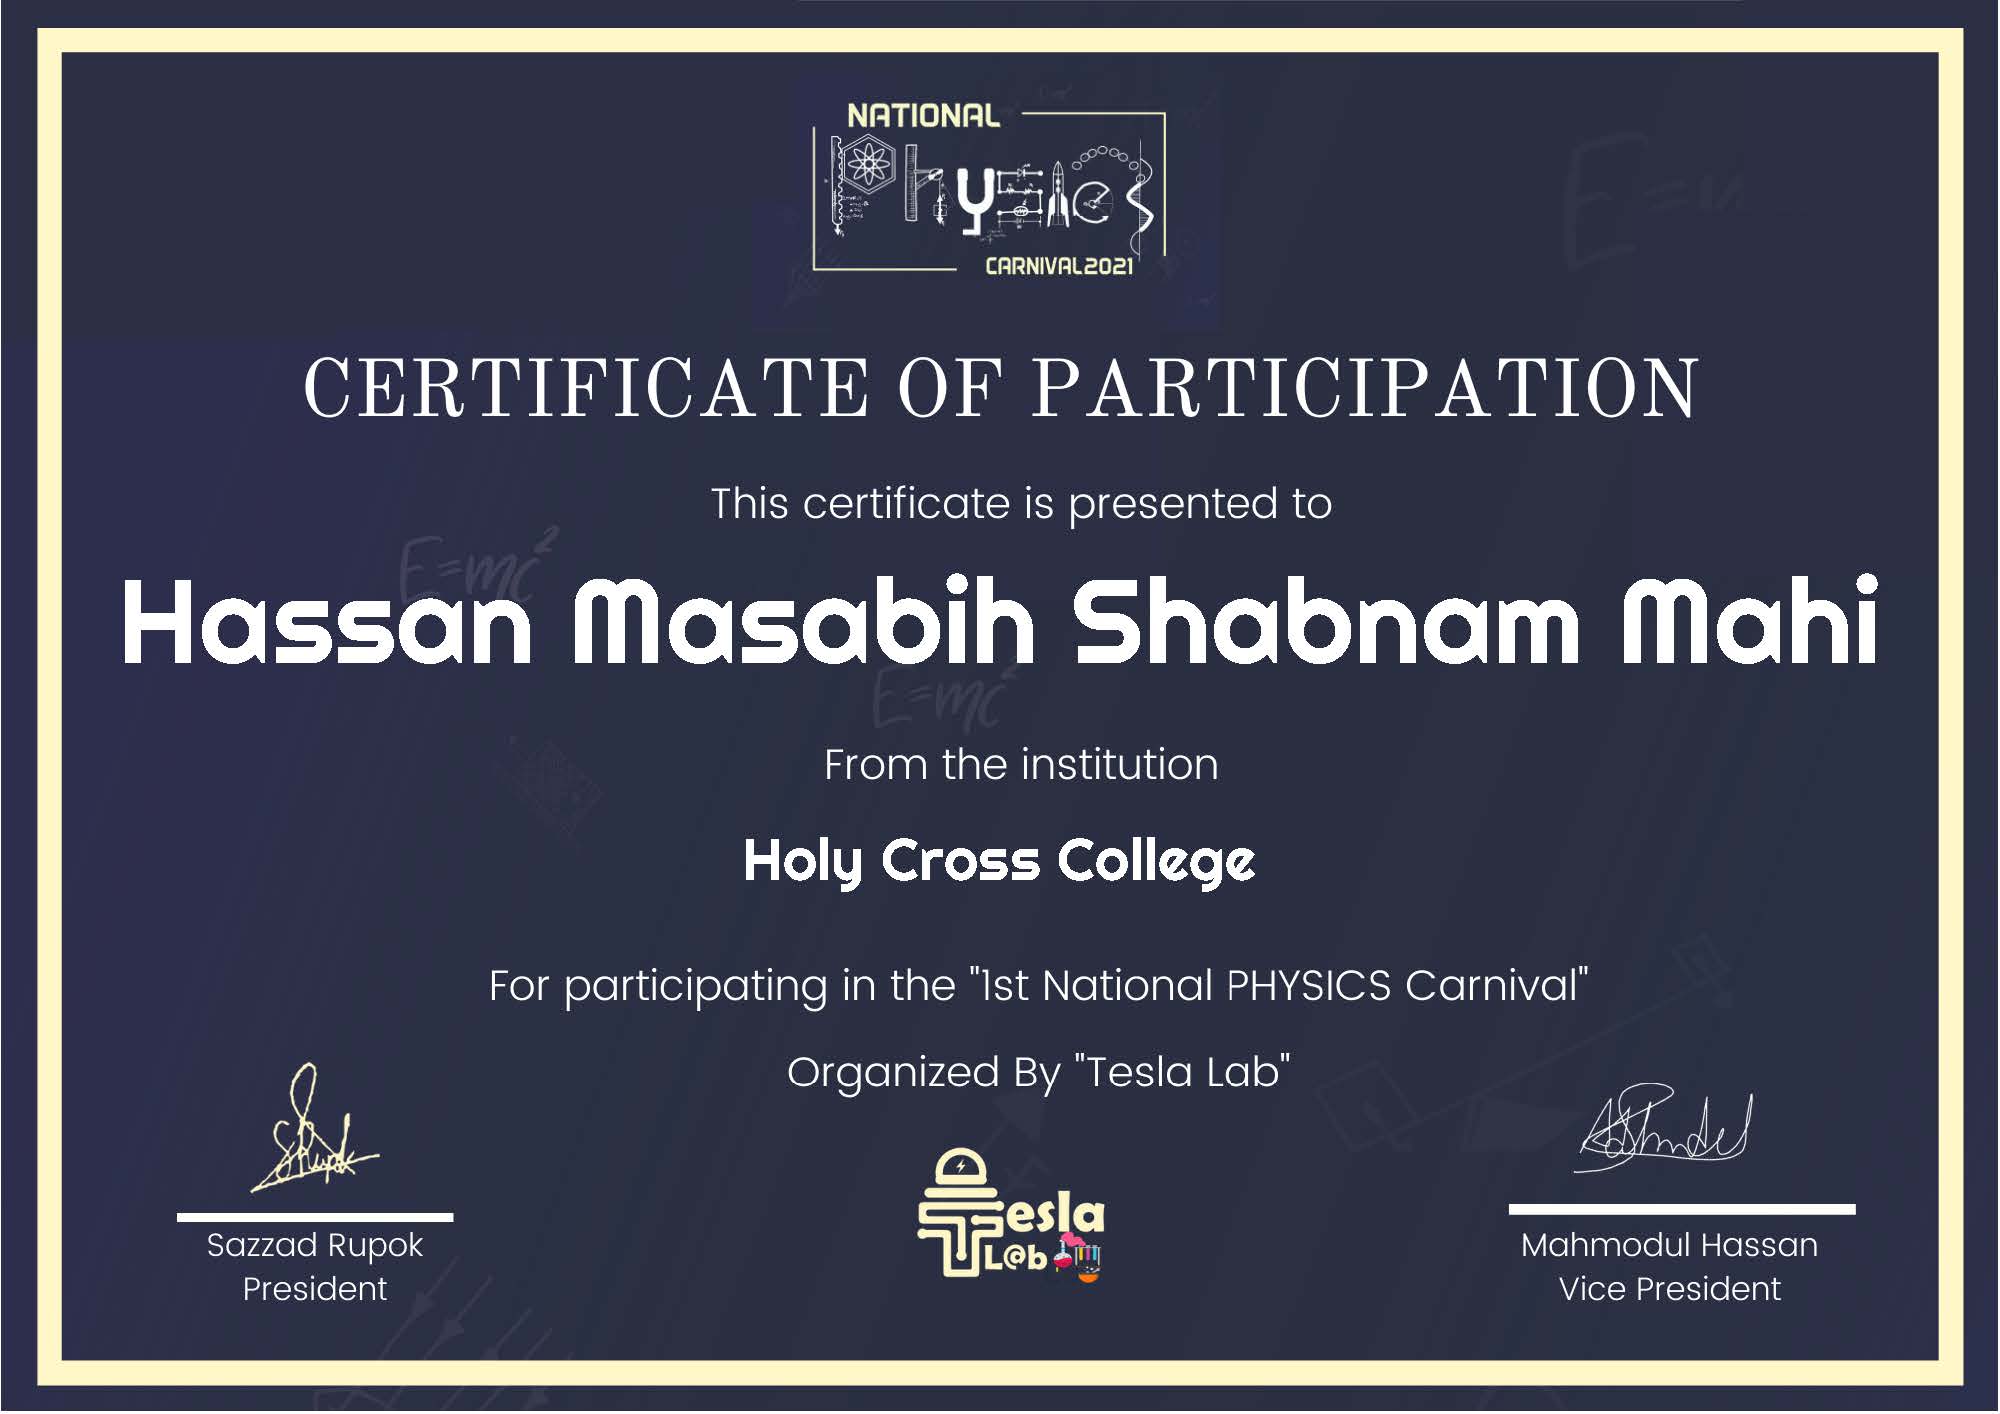 NATIONAL
Physics
CARNIVAL2021
CERTIFICATE OF PARTICIPATION
This certificate is presented to
E=mc²
Hassan Masabih Shabnam Mahi
E=mc²
From the institution
Holy Cross College
For participating in the "1st National PHYSICS Carnival"
Organized By "Tesla Lab"
Tesla
L@b
Sazzad Rupok
President
Mahmodul Hassan
Vice President